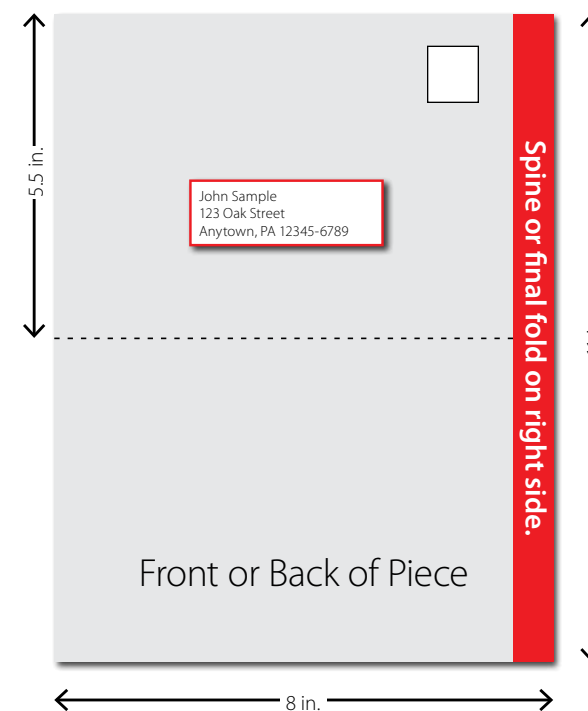 5.5 in.
John Sample
123 Oak Street
Anytown, PA 12345-6789
Spine or final fold on right side.
Front or Back of Piece
8 in.